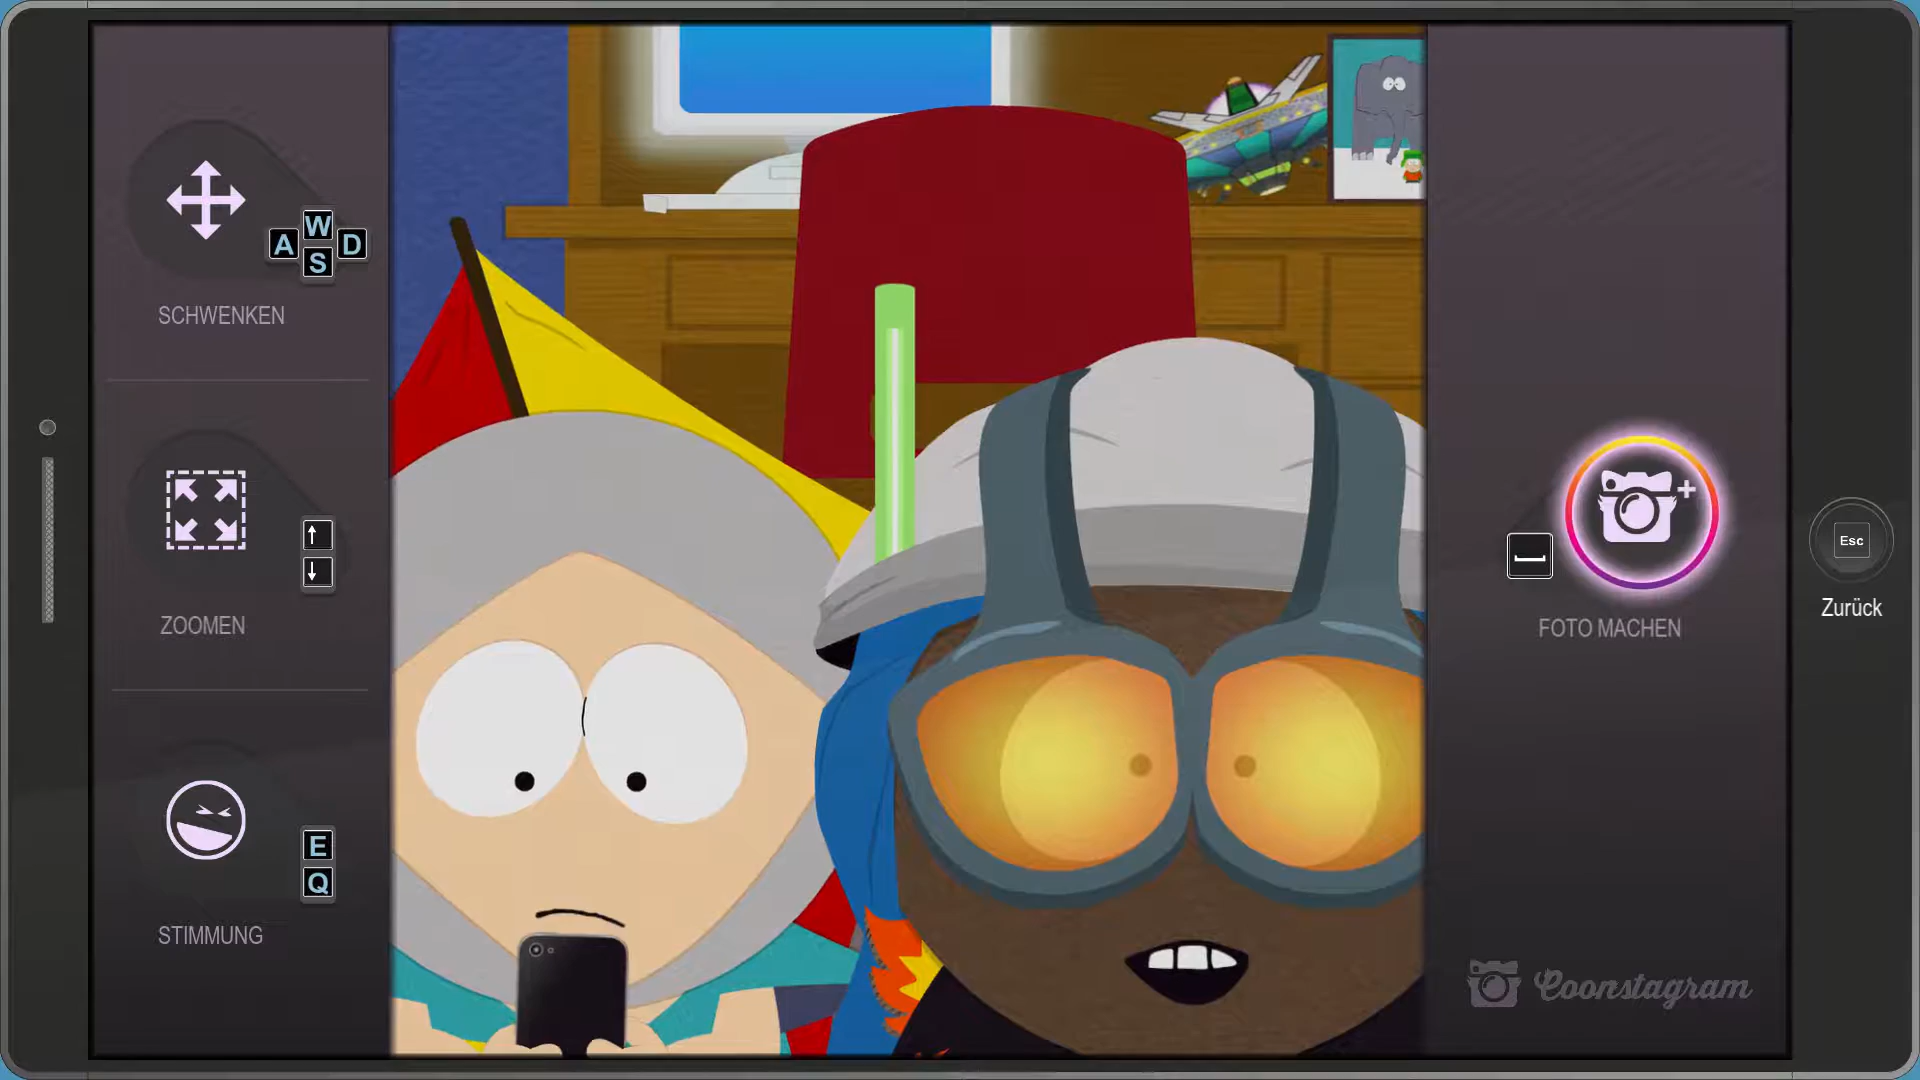 W
A S D
SCHWENKEN
↑
↓
ZOOMEN
E
Q
STIMMUNG
FOTO MACHEN
Esc
Zurück
Coonstagram